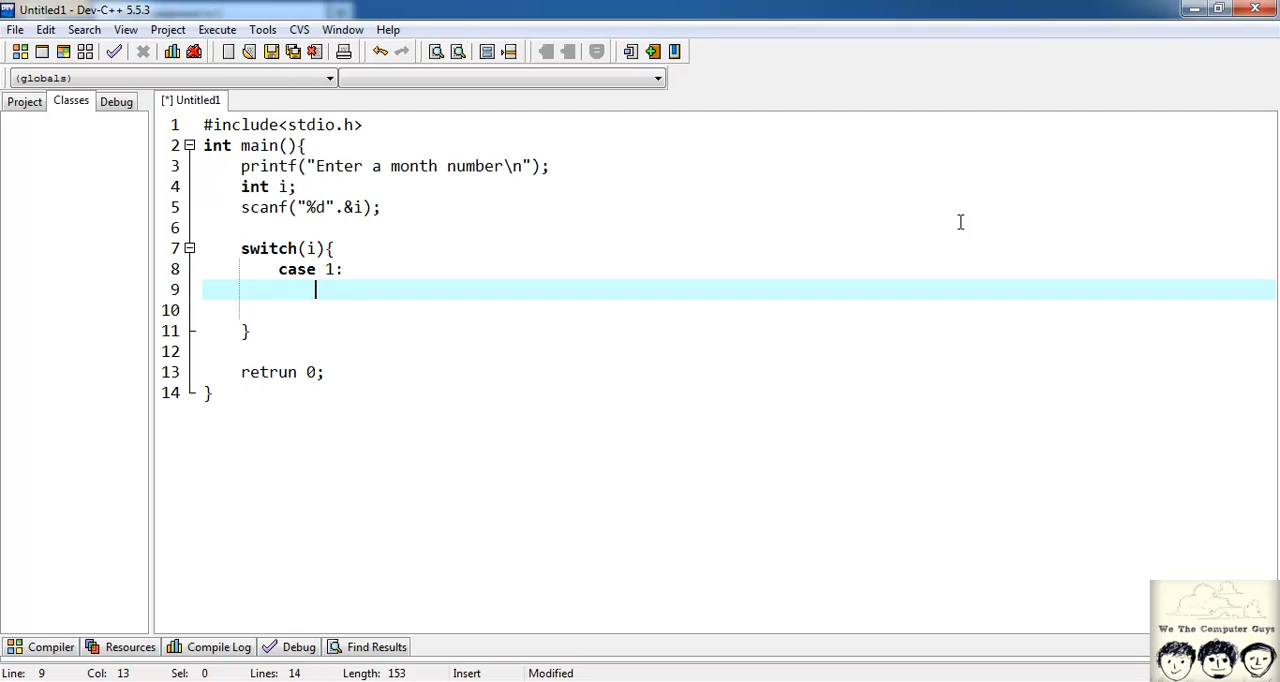 Untitled1 - Dev-C++ 5.5.3
File Edit Search View Project Execute Tools CVS Window Help
(globals)
Project Classes Debug [*] Untitled1
1 #include<stdio.h>
2 int main(){
3 printf("Enter a month number\n");
4 int i;
5 scanf("%d".&i);
6
7 switch(i){
8 case 1:
9
10
11 }
12
13 retrun 0;
14 }
We The Computer Guys
Compiler Resources Compile Log Debug Find Results
Line: 9 Col: 13 Sel: 0 Lines: 14 Length: 153 Insert Modified